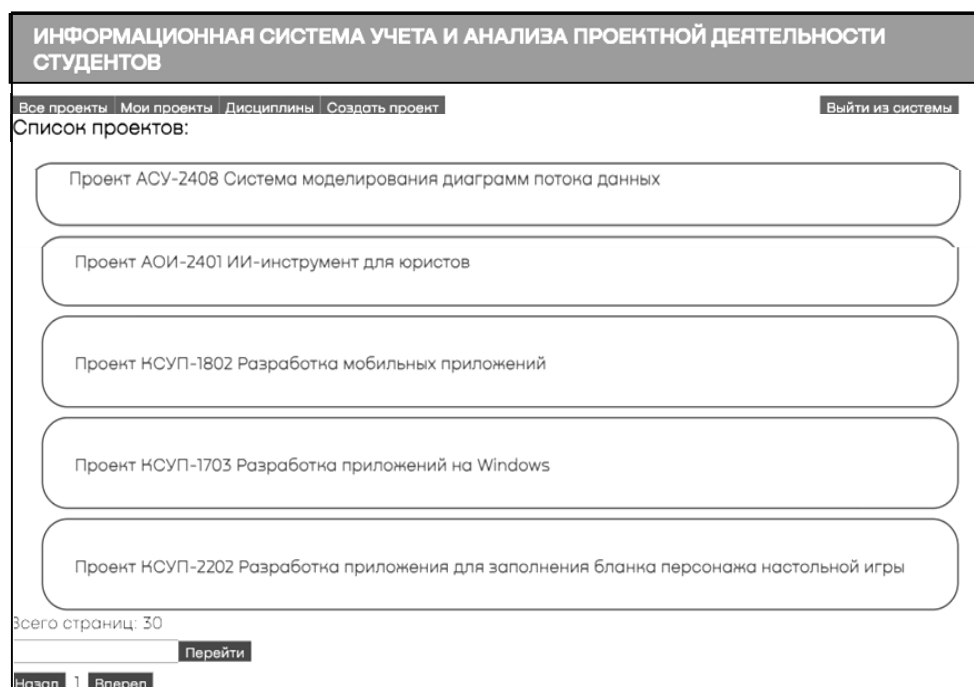 ИНФОРМАЦИОННАЯ СИСТЕМА УЧЕТА И АНАЛИЗА ПРОЕКТНОЙ ДЕЯТЕЛЬНОСТИ
СТУДЕНТОВ
Все проекты Мои проекты Дисциплины Создать проект Выйти из системы
Список проектов:
Проект АСУ-2408 Система моделирования диаграмм потока данных
Проект АОИ-2401 ИИ-инструмент для юристов
Проект КСУП-1802 Разработка мобильных приложений
Проект КСУП-1703 Разработка приложений на Windows
Проект КСУП-2202 Разработка приложения для заполнения бланка персонажа настольной игры
Всего страниц: 30
Перейти
Назад 1 Вперед